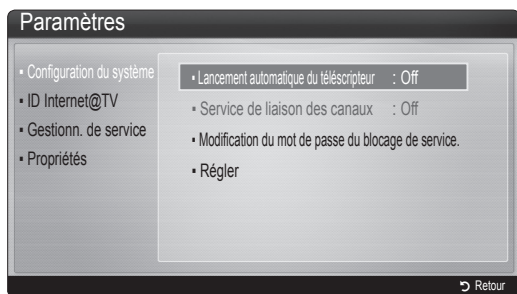 Paramètres
▪ Configuration du système
▪ ID Internet@TV
▪ Gestionn. de service
▪ Propriétés
▪ Lancement automatique du téléscripteur : Off
▪ Service de liaison des canaux : Off
▪ Modification du mot de passe du blocage de service.
▪ Régler
Retour